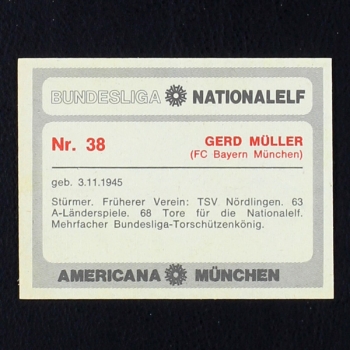 BUNDESLIGA NATIONALELF
Nr. 38
GERD MÜLLER
(FC Bayern München)
geb. 3.11.1945
Stürmer. Früherer Verein: TSV Nördlingen. 63
A-Länderspiele. 68 Tore für die Nationalelf.
Mehrfacher Bundesliga-Torschützenkönig.
AMERICANA MÜNCHEN